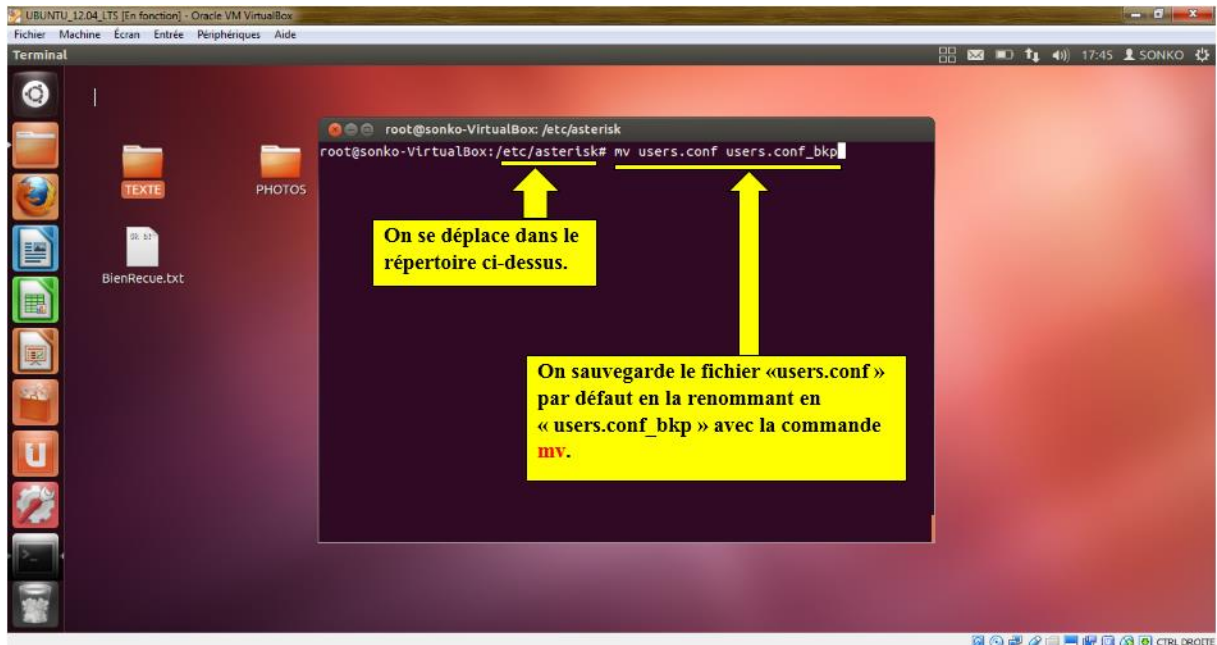 UBUNTU_12.04_LTS [En fonction] - Oracle VM VirtualBox
Fichier Machine Écran Entrée Périphériques Aide
Terminal
17:45 SONKO
root@sonko-VirtualBox: /etc/asterisk
root@sonko-VirtualBox:/etc/asterisk# mv users.conf users.conf_bkp
TEXTE
PHOTOS
On se déplace dans le
répertoire ci-dessus.
BienRecue.txt
On sauvegarde le fichier «users.conf »
par défaut en la renommant en
« users.conf_bkp » avec la commande
mv.
CTRL DROITE